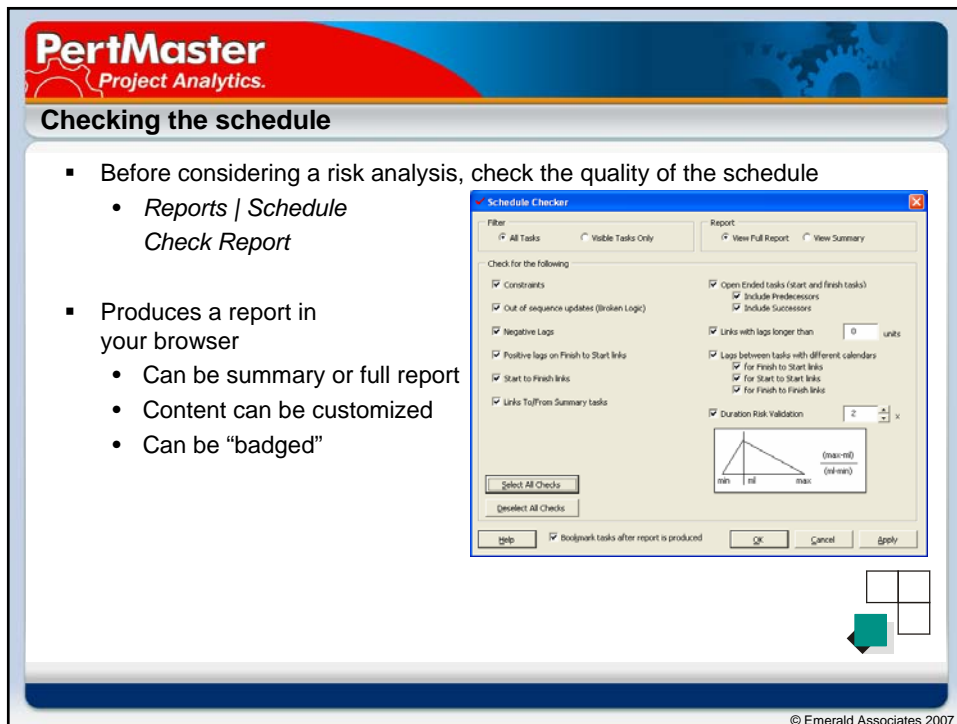 PertMaster
Project Analytics.
Checking the schedule
▪ Before considering a risk analysis, check the quality of the schedule
• Reports | Schedule
Check Report
▪ Produces a report in
your browser
• Can be summary or full report
• Content can be customized
• Can be “badged”
Schedule Checker
Filter
All Tasks
Visible Tasks Only
Report
View Full Report
View Summary
Check for the following
Constraints
Out of sequence updates (Broken Logic)
Negative Lags
Positive lags on Finish to Start links
Start to Finish links
Links To/From Summary tasks
Open Ended tasks (start and finish tasks)
Include Predecessors
Include Successors
Links with lags longer than 0 units
Lags between tasks with different calendars
for Finish to Start links
for Start to Start links
for Finish to Finish links
Duration Risk Validation 2 x
min ml max
(max-ml)
(ml-min)
Select All Checks
Deselect All Checks
Help
Bookmark tasks after report is produced
OK
Cancel
Apply
© Emerald Associates 2007